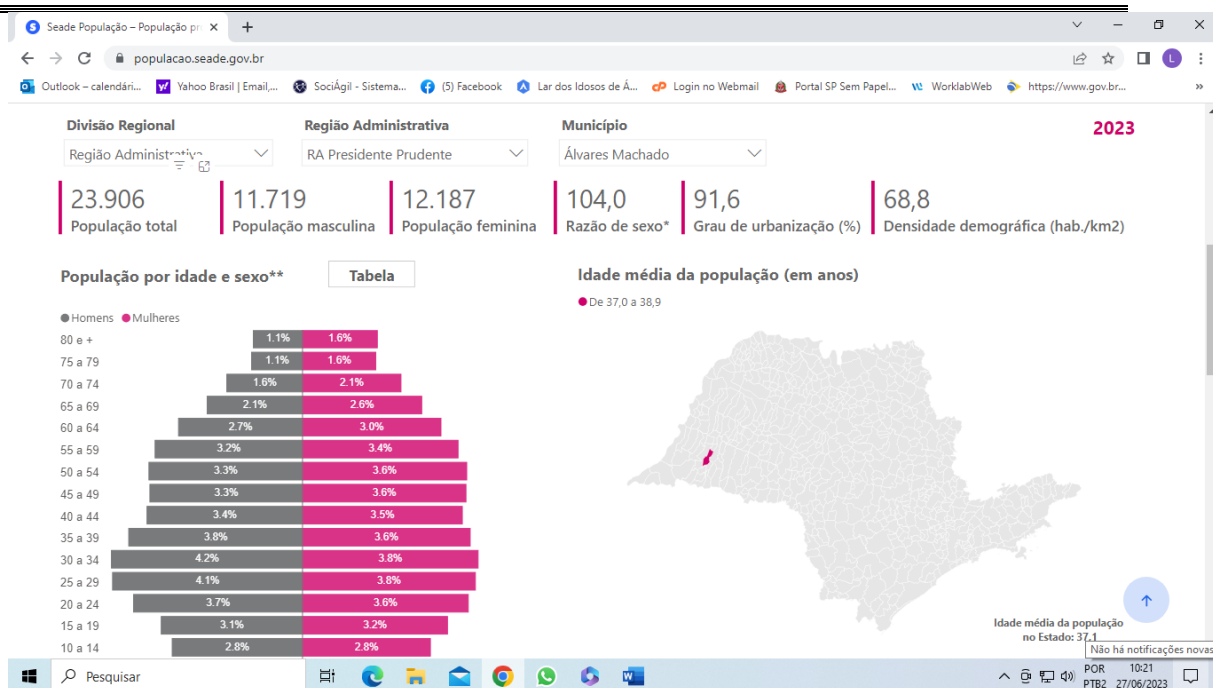 Seade População – População pr
populacao.seade.gov.br
Outlook – calendári... Yahoo Brasil | Email,... SociÁgil - Sistema... (5) Facebook Lar dos Idosos de Á... Login no Webmail Portal SP Sem Papel... WorklabWeb https://www.gov.br... »
L
Divisão Regional Região Administrativa Município 2023
Região Administrativa RA Presidente Prudente Álvares Machado
23.906 11.719 12.187 104,0 91,6 68,8
População total População masculina População feminina Razão de sexo* Grau de urbanização (%) Densidade demográfica (hab./km2)
População por idade e sexo** Tabela Idade média da população (em anos)
De 37,0 a 38,9
Homens Mulheres
80 e + 1.1% 1.6%
75 a 79 1.1% 1.6%
70 a 74 1.6% 2.1%
65 a 69 2.1% 2.6%
60 a 64 2.7% 3.0%
55 a 59 3.2% 3.4%
50 a 54 3.3% 3.6%
45 a 49 3.3% 3.6%
40 a 44 3.4% 3.5%
35 a 39 3.8% 3.6%
30 a 34 4.2% 3.8%
25 a 29 4.1% 3.8%
20 a 24 3.7% 3.6%
15 a 19 3.1% 3.2%
10 a 14 2.8% 2.8%
Idade média da população
no Estado: 37,1
Não há notificações novas
Pesquisar
POR 10:21
PTB2 27/06/2023